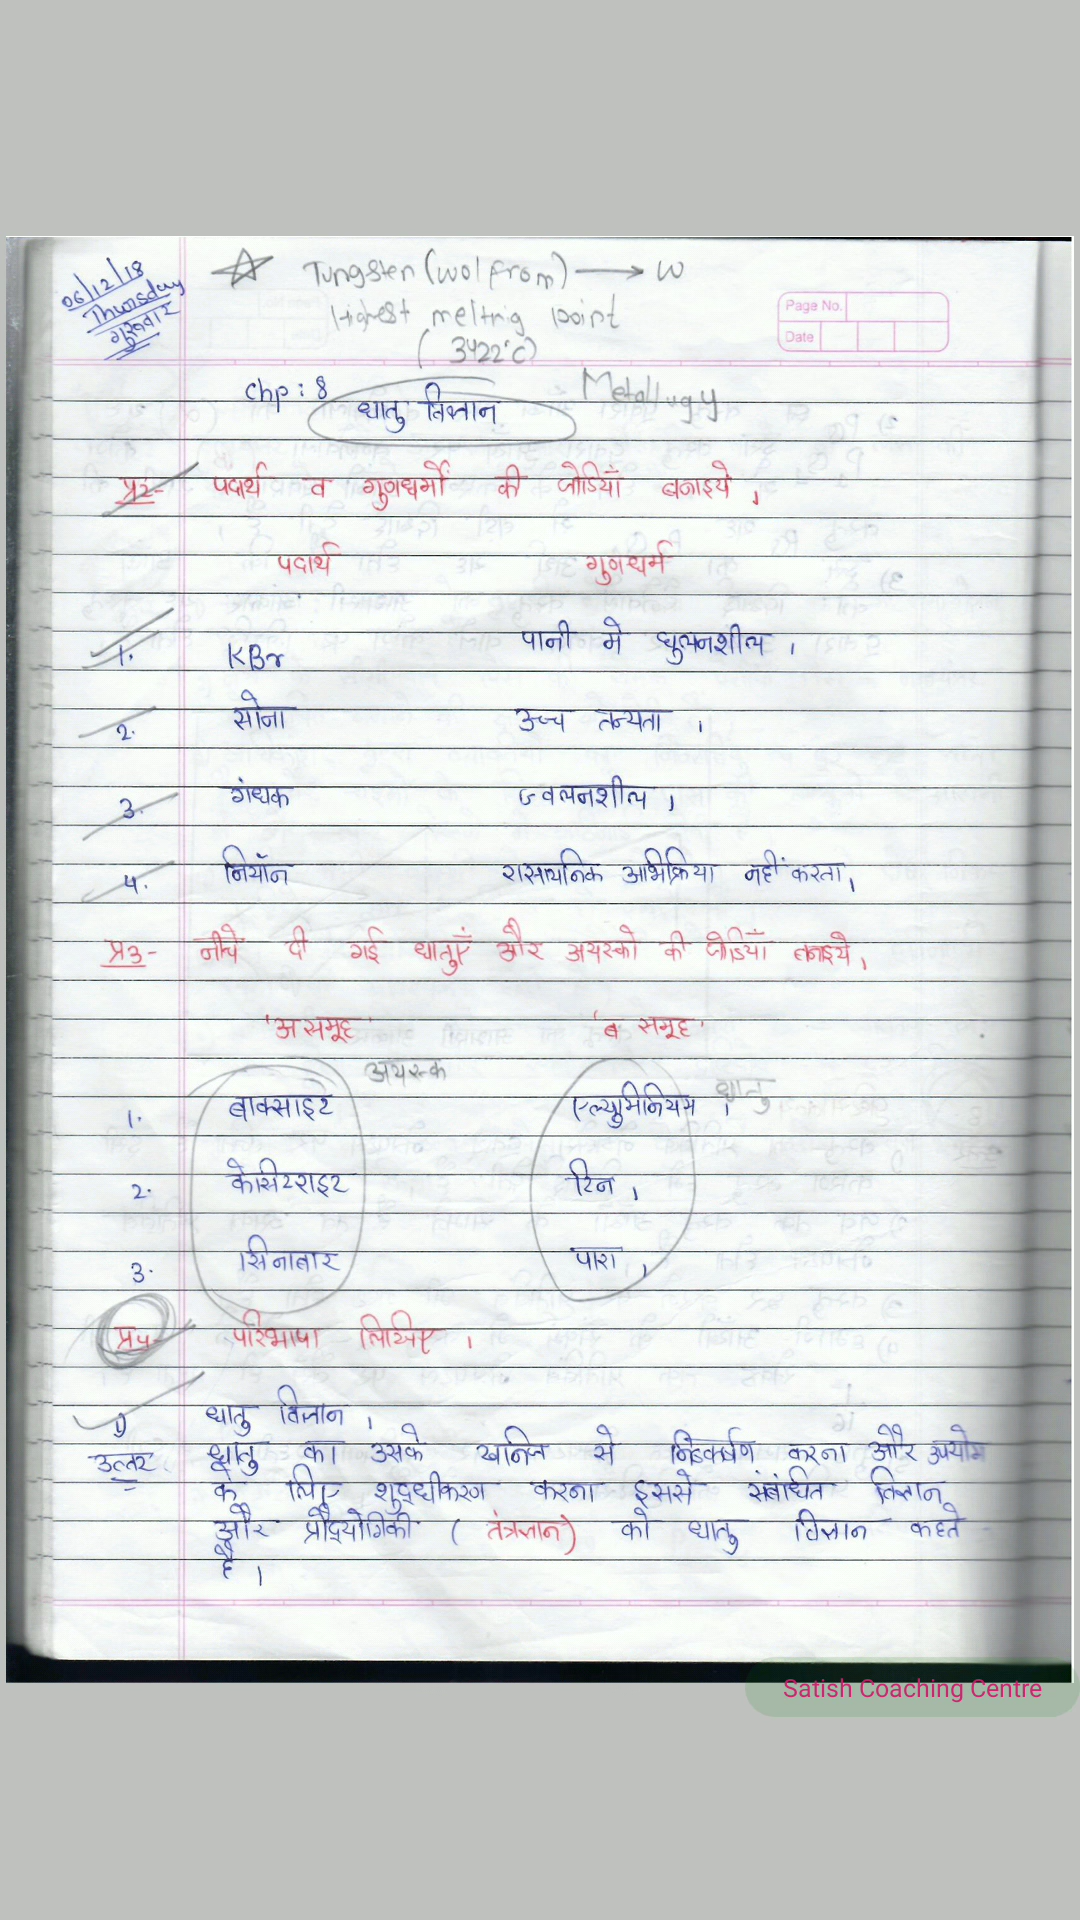 06/12/18
Thursday
गुरूवार
Tungsten (wolfrom) → W
Highest meltig point
( 3422°C)
Page No.
Date
Chp: 8 धातु विज्ञान Metallugy
प्र2- पदार्थ व गुणधर्मों की जोडियाँ बनाइये ।
पदार्थ गुणधर्म
1. KBr पानी मे घुलनशील ।
2. सोना उच्च तन्यता ।
3. गंधक ज्वलनशील ।
4. नियॉन रासायनिक अभिक्रिया नहीं करता ।
प्र3- नीचे दी गई धातुएँ और अयस्को की जोडियाँ बनाइये ।
'अ समूह' 'ब समूह'
अयस्क धातु
1. बाक्साइट एल्युमिनियम ।
2. केसिटराइट टिन ।
3. सिनाबार पारा ।
प्र4- परिभाषा लिखिए ।
1) धातु विज्ञान ।
उत्तर धातु का उसके खनिज से निष्कर्षण करना और उपयोग
के लिए शुद्धीकरण करना इससे संबंधित विज्ञान
और प्रौद्योगिकी ( तंत्रज्ञान) को धातु विज्ञान कहते
है ।
Satish Coaching Centre